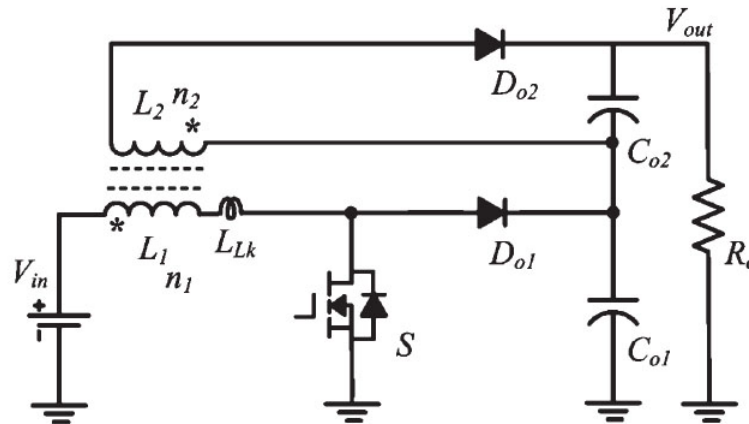 V_out
D_o2
L_2 n_2
*
C_o2
*
L_1
n_1
L_Lk
D_o1
V_in
+
S
C_o1